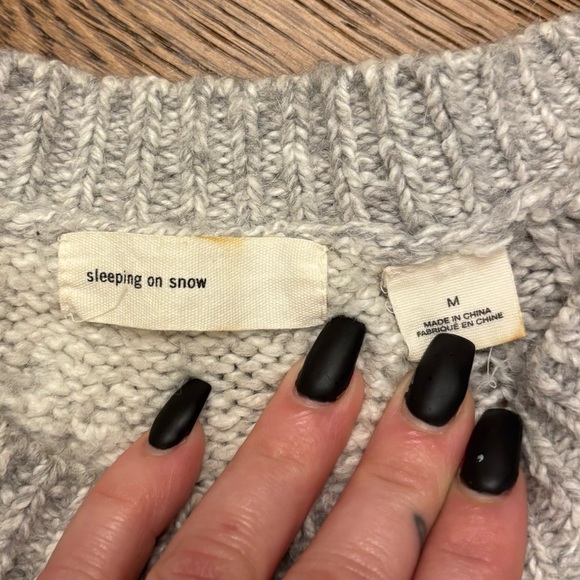 sleeping on snow
M
MADE IN CHINA
FABRIQUÉ EN CHINE